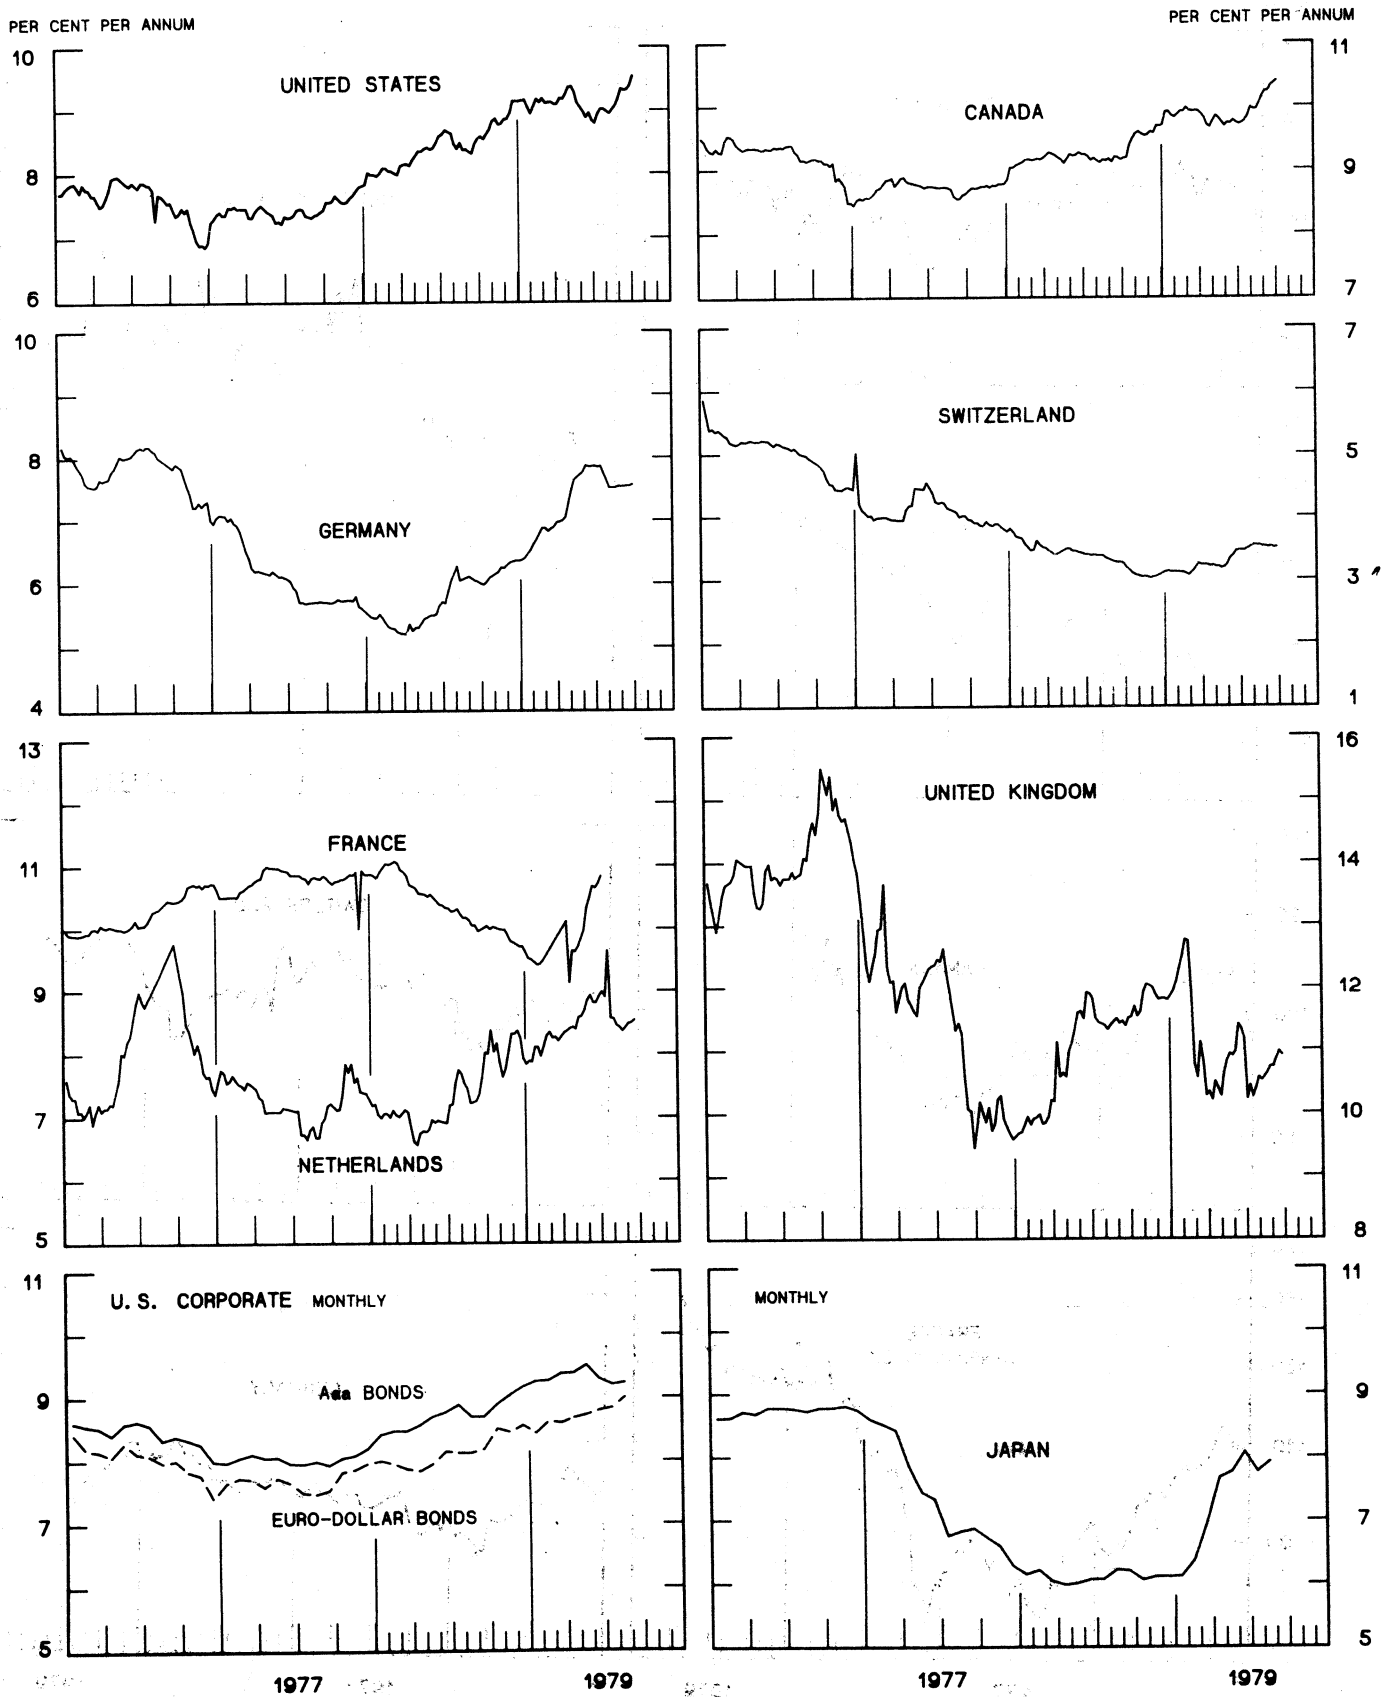 PER CENT PER ANNUM
PER CENT PER ANNUM
10
UNITED STATES
8
6
CANADA
11
9
7
10
8
GERMANY
6
4
SWITZERLAND
7
5
3
1
13
FRANCE
11
9
7
NETHERLANDS
5
UNITED KINGDOM
16
14
12
10
8
11
U.S. CORPORATE MONTHLY
Aaa BONDS
9
EURO-DOLLAR BONDS
7
5
1977
1979
MONTHLY
11
9
JAPAN
7
5
1977
1979